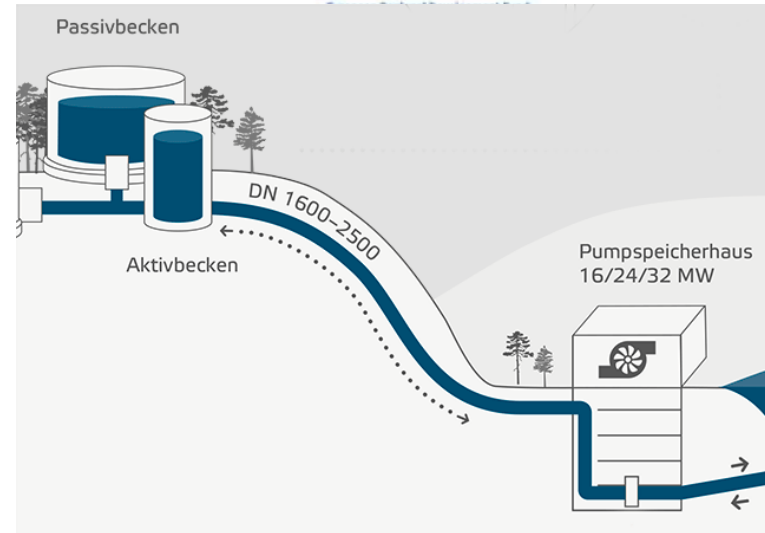 Passivbecken
DN 1600–2500
Aktivbecken
Pumpspeicherhaus
16/24/32 MW